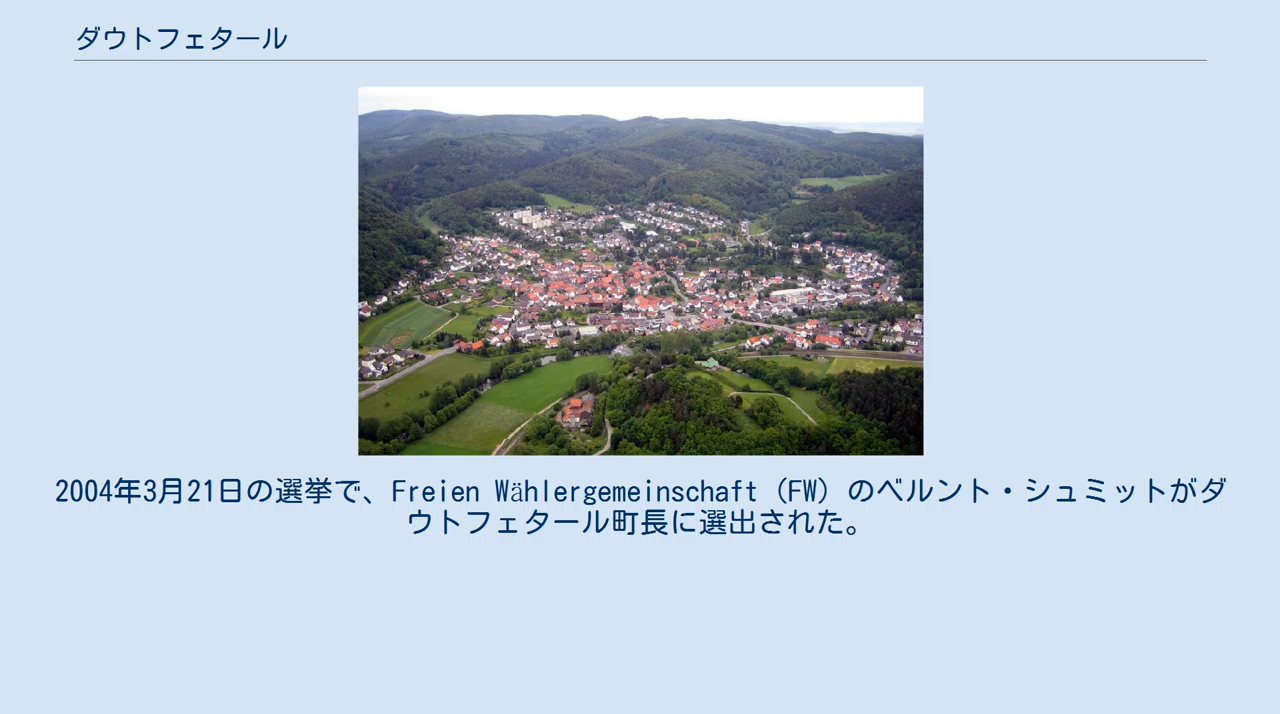 ダウトフェタール
2004年3月21日の選挙で、Freien Wählergemeinschaft (FW) のベルント・シュミットがダ
ウトフェタール町長に選出された。